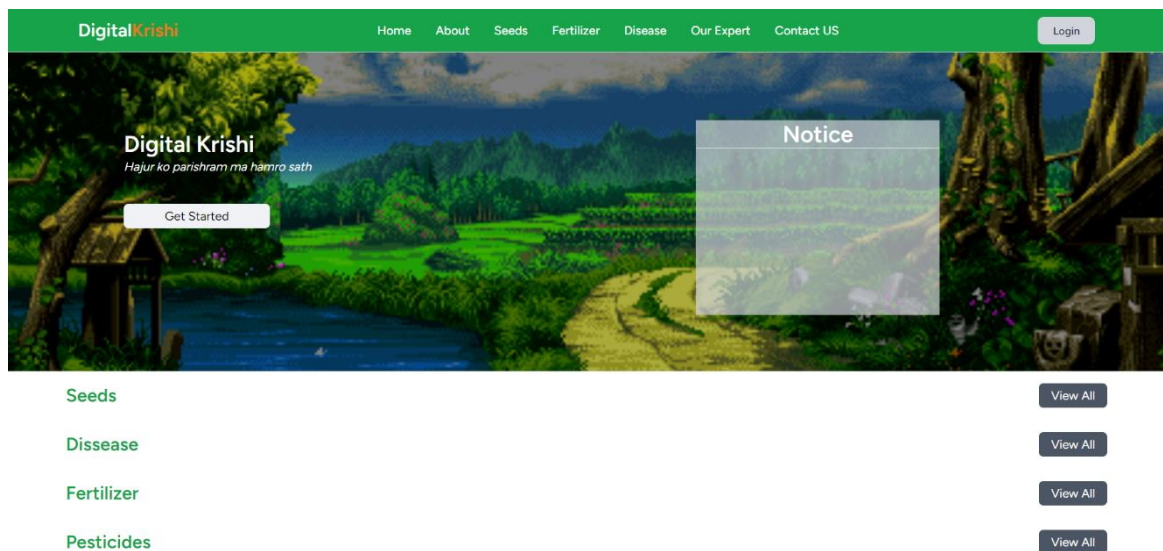 DigitalKrishi Home About Seeds Fertilizer Disease Our Expert Contact US Login
Digital Krishi
Hajur ko parishram ma hamro sath
Get Started
Notice
Seeds View All
Dissease View All
Fertilizer View All
Pesticides View All